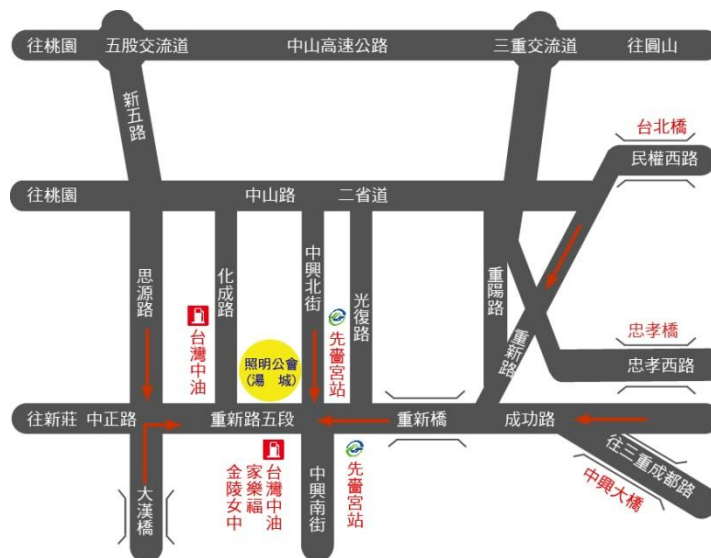 往桃園
五股交流道
中山高速公路
三重交流道
往圓山
新五路
台北橋
民權西路
往桃園
中山路
二省道
思源路
化成路
中興北街
光復路
重陽路
重新路
台灣中油
照明公會
(湯 城)
先嗇宮站
忠孝橋
忠孝西路
往新莊
中正路
重新路五段
重新橋
成功路
大漢橋
台灣中油
家樂福
金陵女中
中興南街
先嗇宮站
往三重成都路
中興大橋